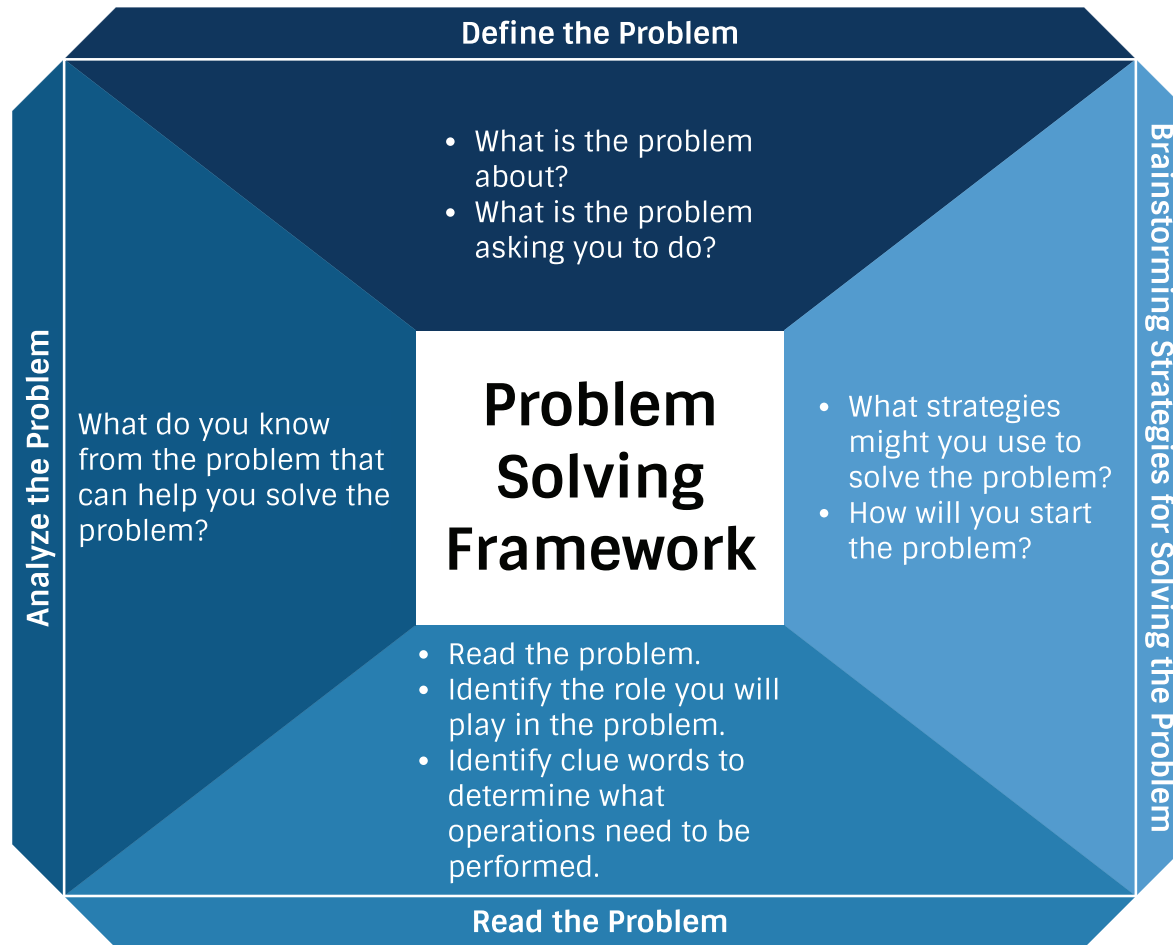 Define the Problem
• What is the problem
about?
• What is the problem
asking you to do?
Analyze the Problem
What do you know
from the problem that
can help you solve the
problem?
Problem
Solving
Framework
• What strategies
might you use to
solve the problem?
• How will you start
the problem?
Brainstorming Strategies for Solving the Problem
• Read the problem.
• Identify the role you will
play in the problem.
• Identify clue words to
determine what
operations need to be
performed.
Read the Problem